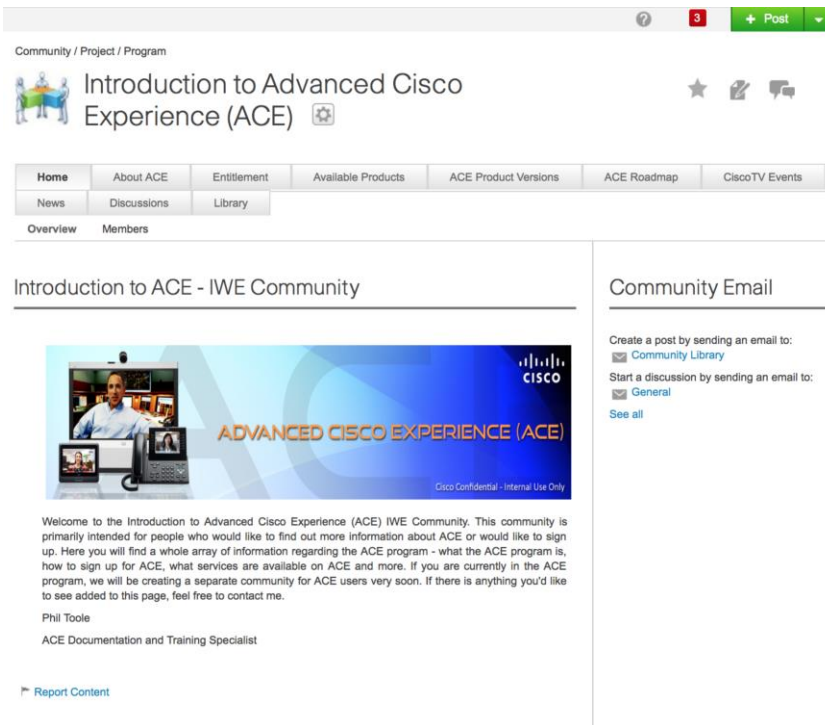 3
+ Post
Community / Project / Program
Introduction to Advanced Cisco
Experience (ACE)
Home About ACE Entitlement Available Products ACE Product Versions ACE Roadmap CiscoTV Events
News Discussions Library
Overview Members
Introduction to ACE - IWE Community
CISCO
ACE
ADVANCED CISCO EXPERIENCE (ACE)
Cisco Confidential - Internal Use Only
Welcome to the Introduction to Advanced Cisco Experience (ACE) IWE Community. This community is
primarily intended for people who would like to find out more information about ACE or would like to sign
up. Here you will find a whole array of information regarding the ACE program - what the ACE program is,
how to sign up for ACE, what services are available on ACE and more. If you are currently in the ACE
program, we will be creating a separate community for ACE users very soon. If there is anything you'd like
to see added to this page, feel free to contact me.
Phil Toole
ACE Documentation and Training Specialist
Report Content
Community Email
Create a post by sending an email to:
Community Library
Start a discussion by sending an email to:
General
See all